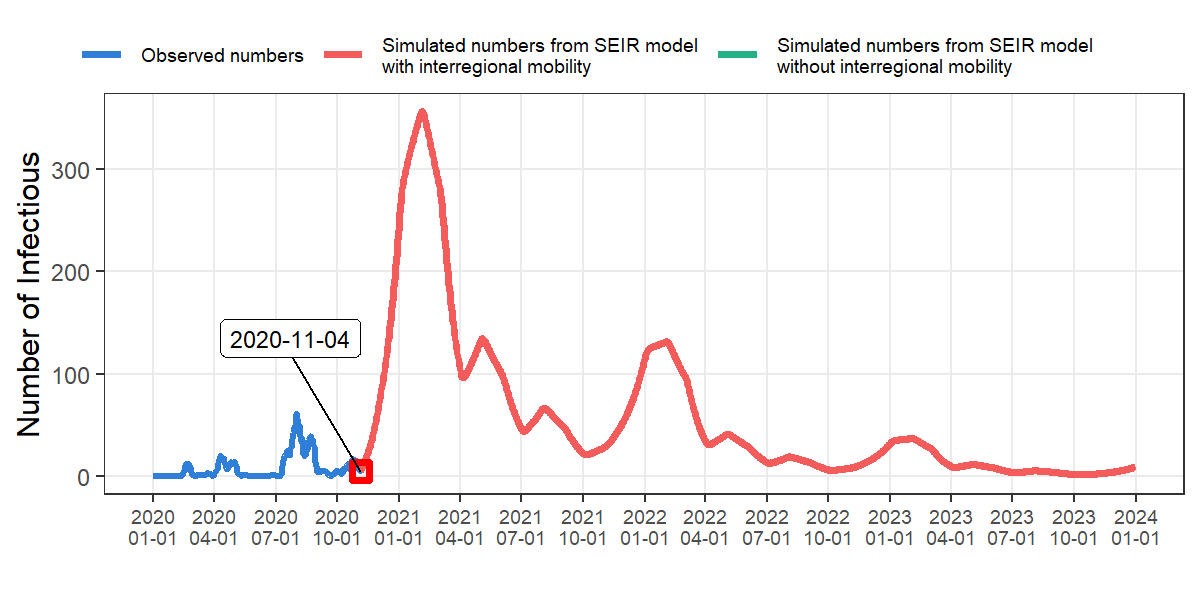 Observed numbers
Simulated numbers from SEIR model
with interregional mobility
Simulated numbers from SEIR model
without interregional mobility
Number of Infectious
300
200
100
0
2020-11-04
2020 2020 2020 2020 2021 2021 2021 2021 2022 2022 2022 2022 2023 2023 2023 2023 2024
01-01 04-01 07-01 10-01 01-01 04-01 07-01 10-01 01-01 04-01 07-01 10-01 01-01 04-01 07-01 10-01 01-01